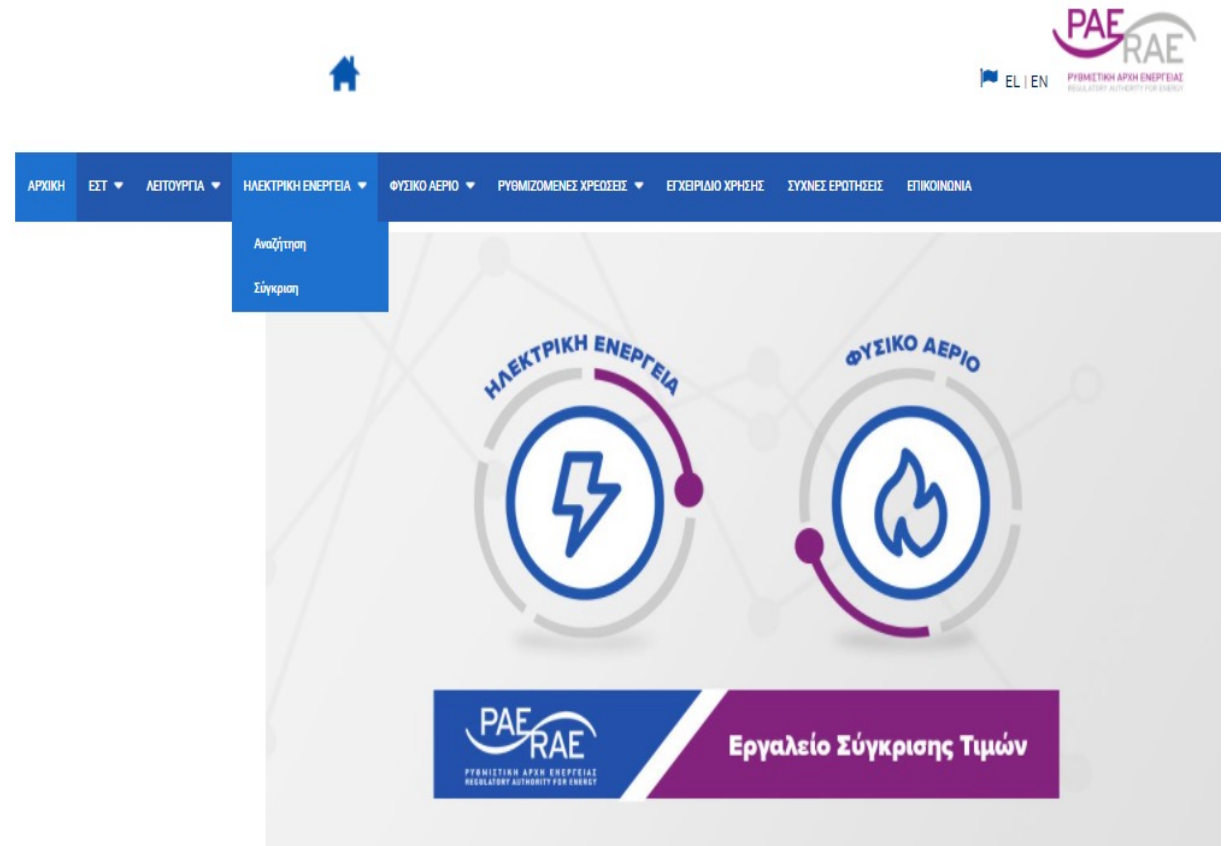 ΡΑΕ
RAE
ΡΥΘΜΙΣΤΙΚΗ ΑΡΧΗ ΕΝΕΡΓΕΙΑΣ
REGULATORY AUTHORITY FOR ENERGY
EL | EN
ΑΡΧΙΚΗ ΕΣΤ ΛΕΙΤΟΥΡΓΙΑ ΗΛΕΚΤΡΙΚΗ ΕΝΕΡΓΕΙΑ ΦΥΣΙΚΟ ΑΕΡΙΟ ΡΥΘΜΙΖΟΜΕΝΕΣ ΧΡΕΩΣΕΙΣ ΕΓΧΕΙΡΙΔΙΟ ΧΡΗΣΗΣ ΣΥΧΝΕΣ ΕΡΩΤΗΣΕΙΣ ΕΠΙΚΟΙΝΩΝΙΑ
Αναζήτηση
Σύγκριση
ΗΛΕΚΤΡΙΚΗ ΕΝΕΡΓΕΙΑ
ΦΥΣΙΚΟ ΑΕΡΙΟ
ΡΑΕ
RAE
ΡΥΘΜΙΣΤΙΚΗ ΑΡΧΗ ΕΝΕΡΓΕΙΑΣ
REGULATORY AUTHORITY FOR ENERGY
Εργαλείο Σύγκρισης Τιμών